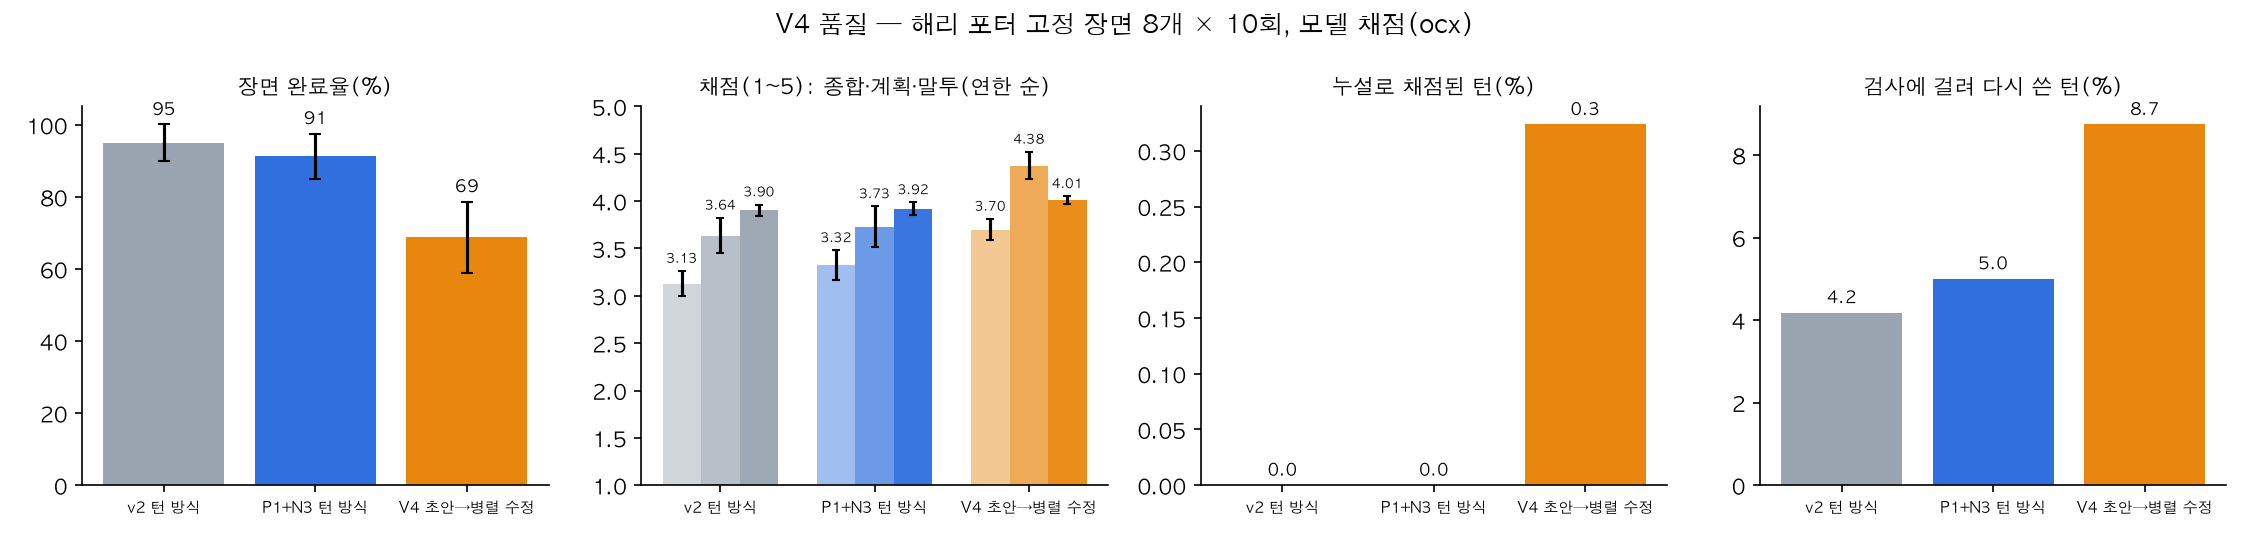 V4 품질 — 해리 포터 고정 장면 8개 × 10회, 모델 채점(ocx)
장면 완료율(%)
100
80
60
40
20
0
95
91
69
v2 턴 방식
P1+N3 턴 방식
V4 초안→병렬 수정
채점(1~5): 종합·계획·말투(연한 순)
5.0
4.5
4.0
3.5
3.0
2.5
2.0
1.5
1.0
3.13
3.64
3.90
3.32
3.73
3.92
3.70
4.38
4.01
v2 턴 방식
P1+N3 턴 방식
V4 초안→병렬 수정
누설로 채점된 턴(%)
0.30
0.25
0.20
0.15
0.10
0.05
0.00
0.0
0.0
0.3
v2 턴 방식
P1+N3 턴 방식
V4 초안→병렬 수정
검사에 걸려 다시 쓴 턴(%)
8
6
4
2
0
4.2
5.0
8.7
v2 턴 방식
P1+N3 턴 방식
V4 초안→병렬 수정